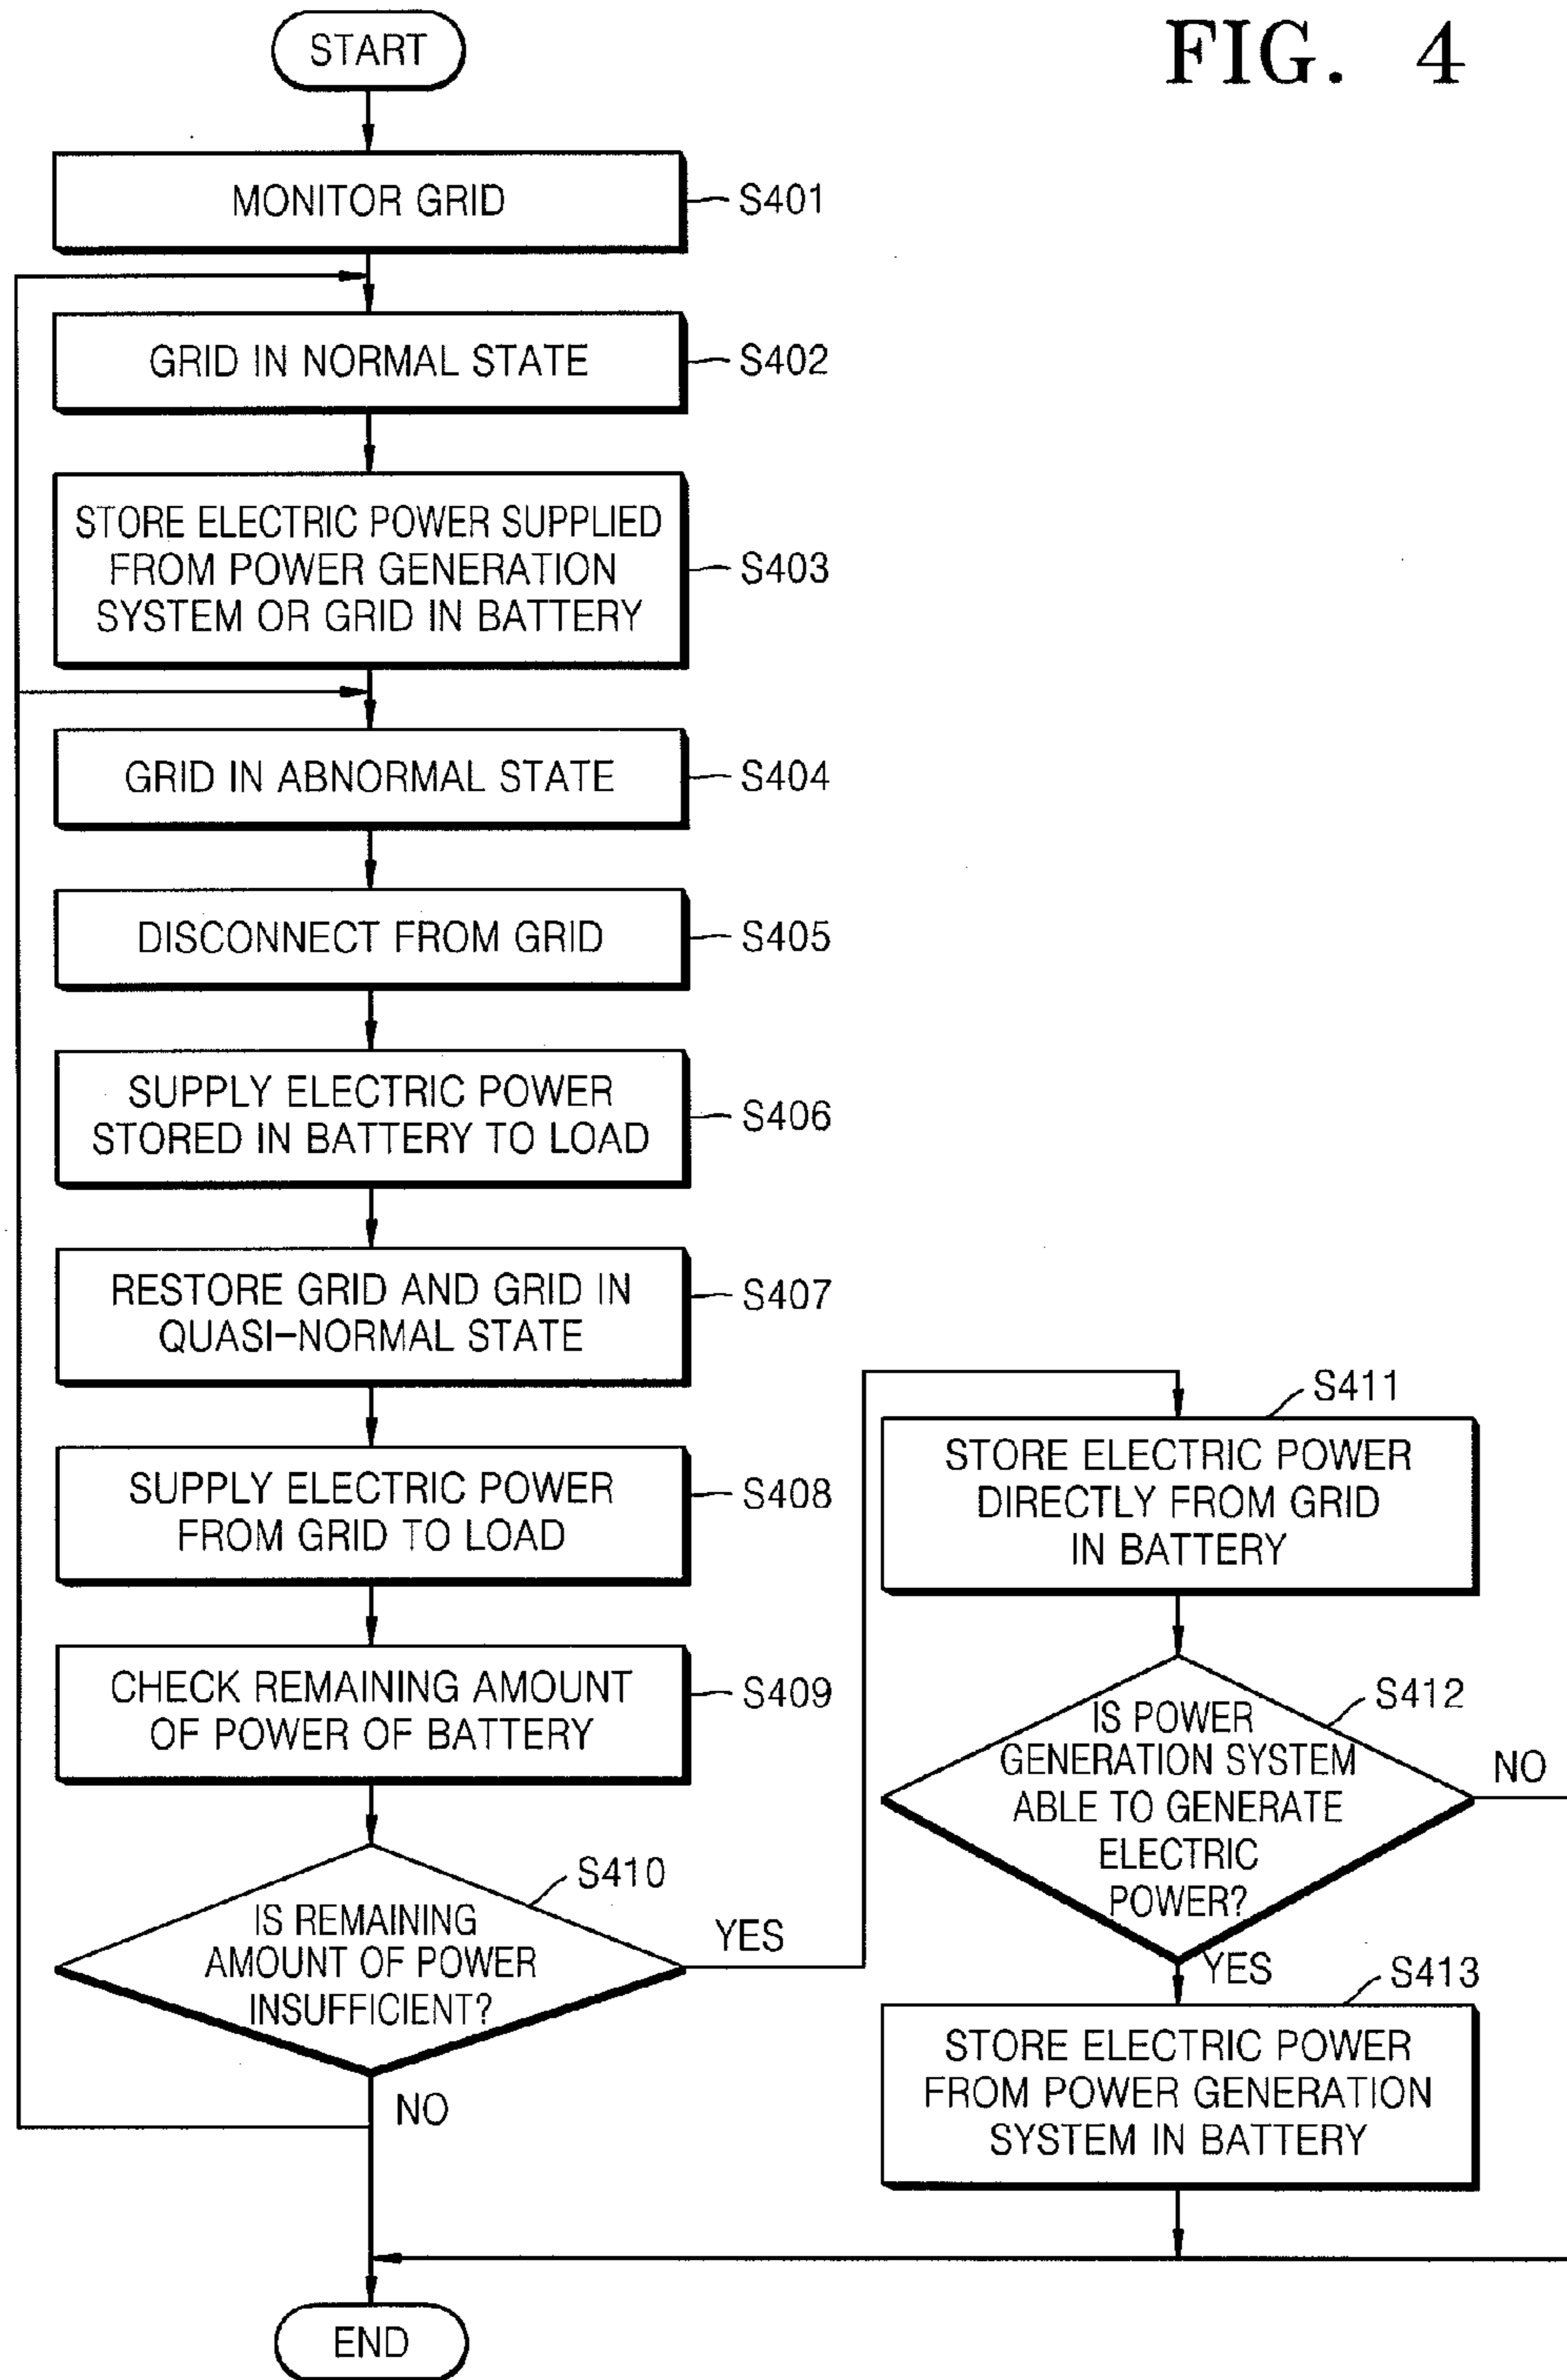 FIG. 4
START
MONITOR GRID
S401
GRID IN NORMAL STATE
S402
STORE ELECTRIC POWER SUPPLIED
FROM POWER GENERATION
SYSTEM OR GRID IN BATTERY
S403
GRID IN ABNORMAL STATE
S404
DISCONNECT FROM GRID
S405
SUPPLY ELECTRIC POWER
STORED IN BATTERY TO LOAD
S406
RESTORE GRID AND GRID IN
QUASI-NORMAL STATE
S407
SUPPLY ELECTRIC POWER
FROM GRID TO LOAD
S408
CHECK REMAINING AMOUNT
OF POWER OF BATTERY
S409
IS REMAINING
AMOUNT OF POWER
INSUFFICIENT?
S410
YES
NO
S411
STORE ELECTRIC POWER
DIRECTLY FROM GRID
IN BATTERY
S412
IS POWER
GENERATION SYSTEM
ABLE TO GENERATE
ELECTRIC
POWER?
NO
YES
S413
STORE ELECTRIC POWER
FROM POWER GENERATION
SYSTEM IN BATTERY
END